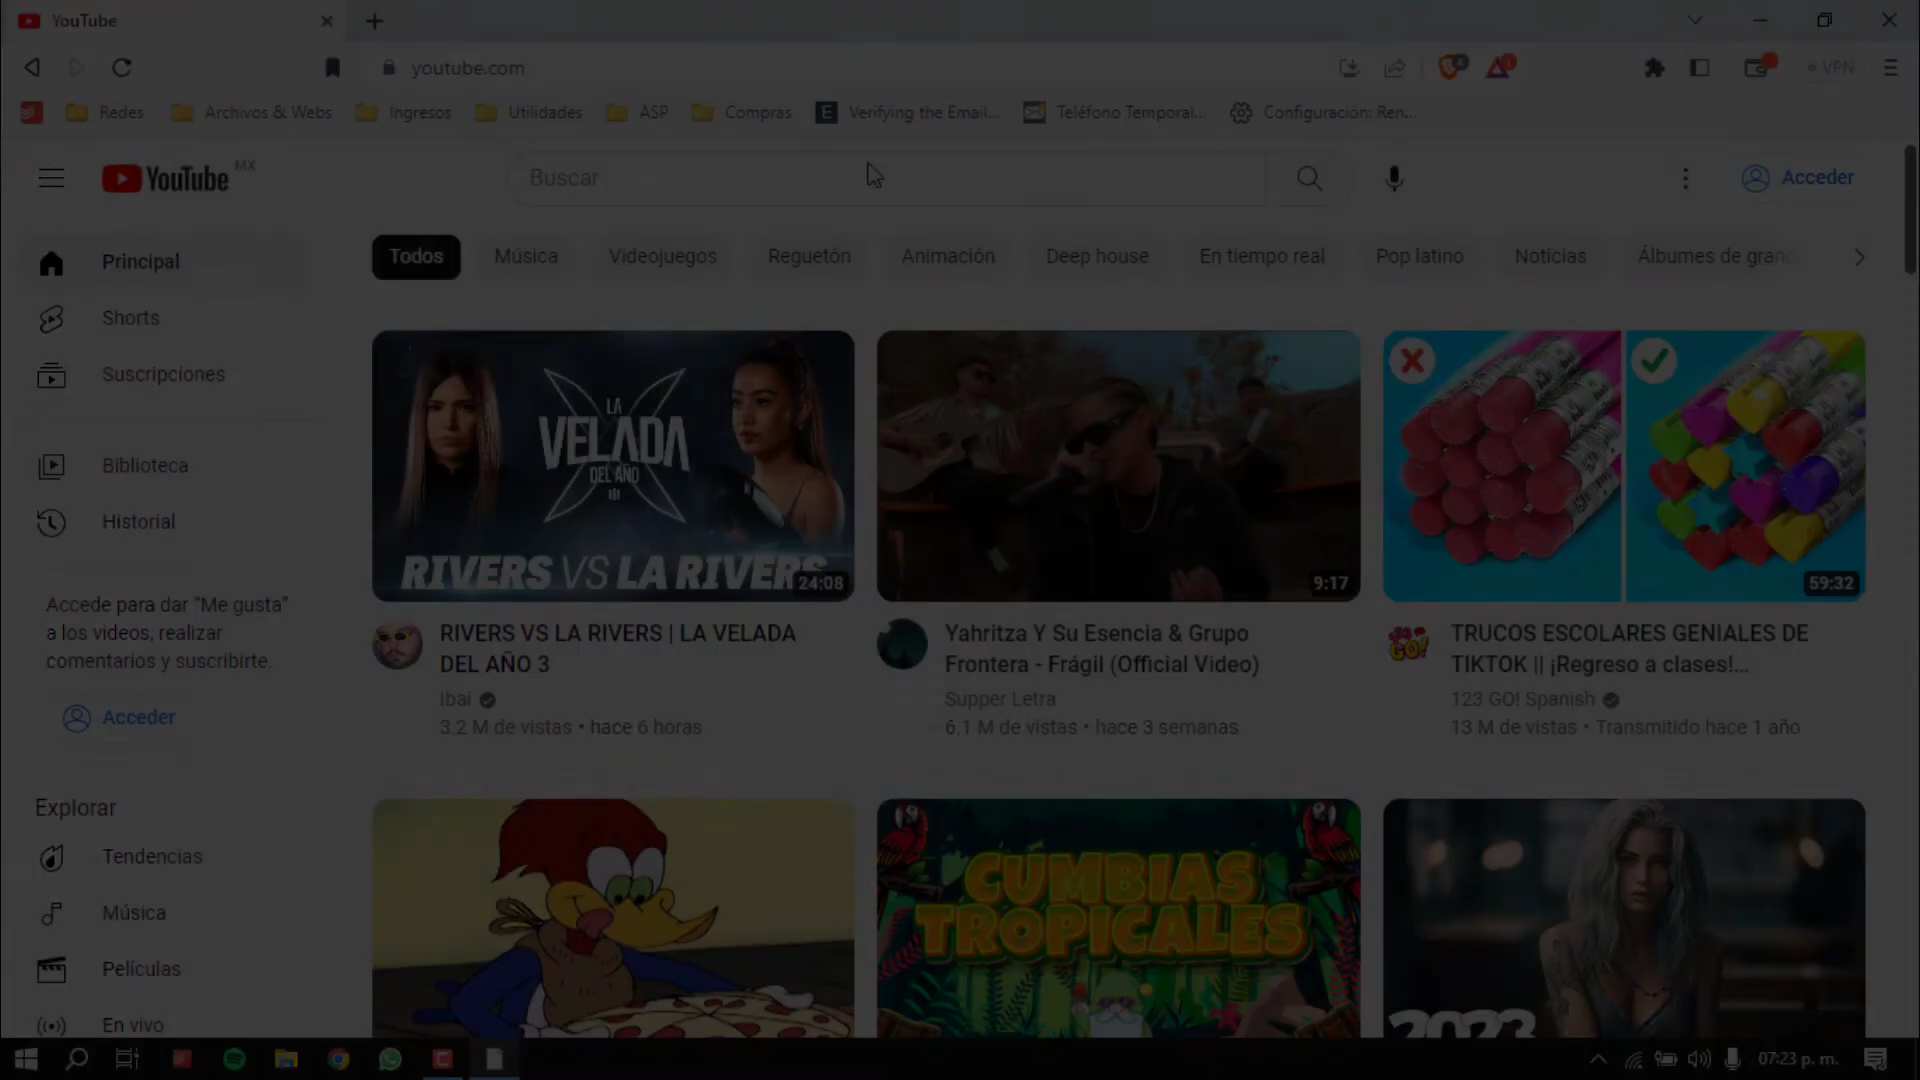 YouTube
youtube.com
VPN
Redes
Archivos & Webs
Ingresos
Utilidades
ASP
Compras
Verifying the Email...
Teléfono Temporal...
Configuración: Ren...
YouTube MX
Buscar
Acceder
Principal
Shorts
Suscripciones
Biblioteca
Historial
Accede para dar "Me gusta"
a los videos, realizar
comentarios y suscribirte.
Acceder
Explorar
Tendencias
Música
Películas
En vivo
Todos
Música
Videojuegos
Reguetón
Animación
Deep house
En tiempo real
Pop latino
Noticias
Álbumes de gran
LA
VELADA
DEL AÑO
III
RIVERS VS LA RIVERS
24:08
RIVERS VS LA RIVERS | LA VELADA
DEL AÑO 3
Ibai
3.2 M de vistas • hace 6 horas
9:17
Yahritza Y Su Esencia & Grupo
Frontera - Frágil (Official Video)
Supper Letra
6.1 M de vistas • hace 3 semanas
59:32
GO!
TRUCOS ESCOLARES GENIALES DE
TIKTOK || ¡Regreso a clases!...
123 GO! Spanish
13 M de vistas • Transmitido hace 1 año
CUMBIAS
TROPICALES
2023
07:23 p. m.